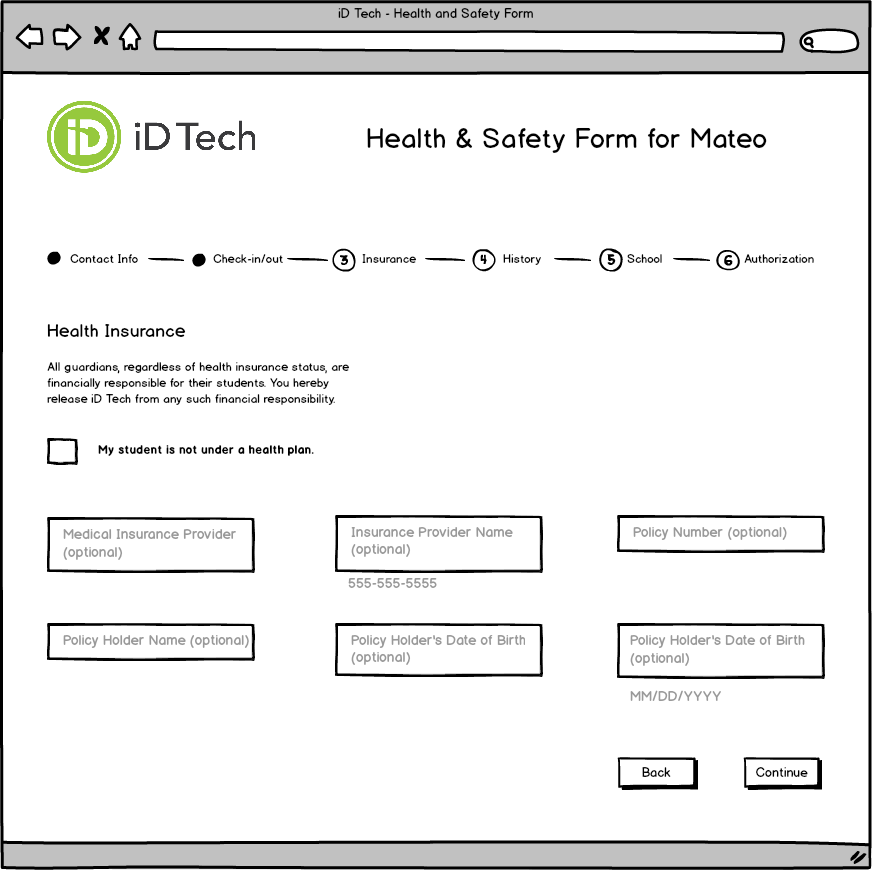 iD Tech - Health and Safety Form
iD iD Tech
Health & Safety Form for Mateo
Contact Info Check-in/out 3 Insurance 4 History 5 School 6 Authorization
Health Insurance
All guardians, regardless of health insurance status, are
financially responsible for their students. You hereby
release iD Tech from any such financial responsibility.
My student is not under a health plan.
Medical Insurance Provider
(optional)
Insurance Provider Name
(optional)
555-555-5555
Policy Number (optional)
Policy Holder Name (optional)
Policy Holder's Date of Birth
(optional)
Policy Holder's Date of Birth
(optional)
MM/DD/YYYY
Back
Continue